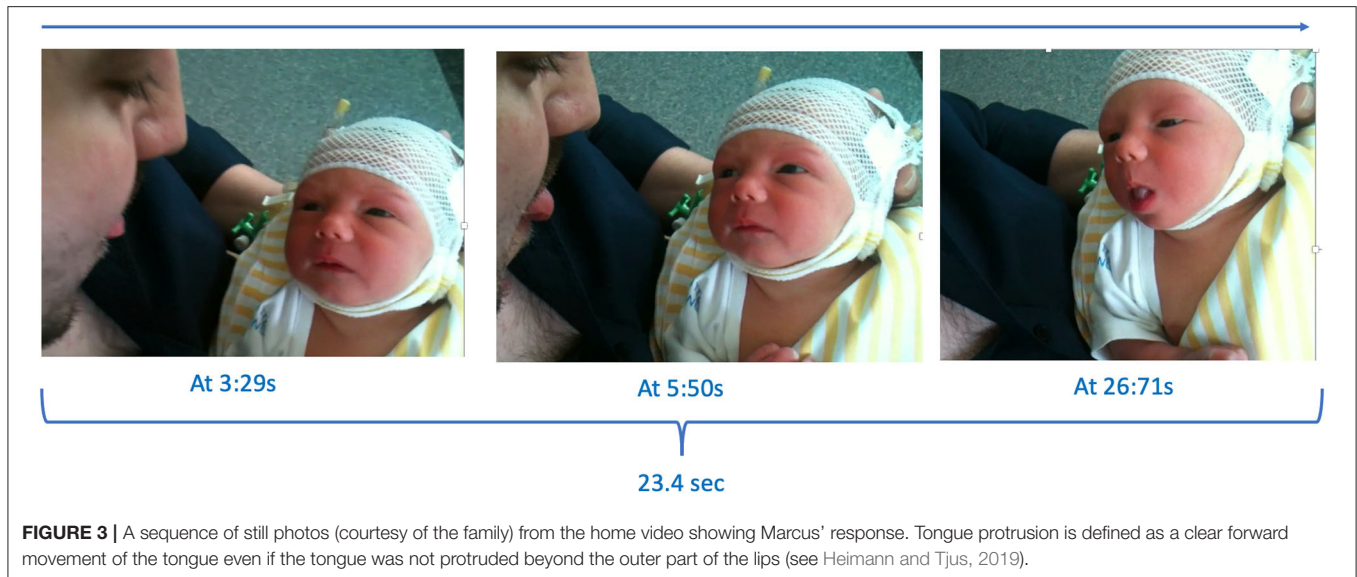 At 3:29s
At 5:50s
At 26:71s
23.4 sec
FIGURE 3 | A sequence of still photos (courtesy of the family) from the home video showing Marcus’ response. Tongue protrusion is defined as a clear forward
movement of the tongue even if the tongue was not protruded beyond the outer part of the lips (see Heimann and Tjus, 2019).